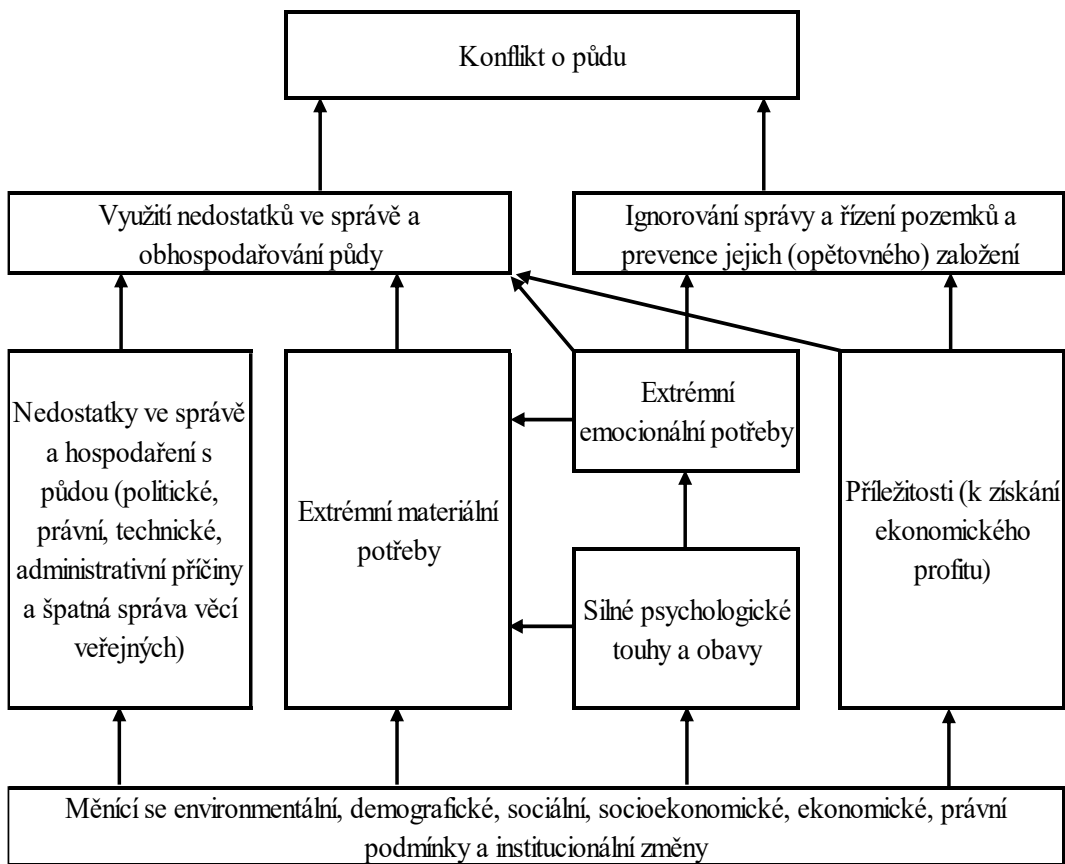 Konflikt o půdu
Využití nedostatků ve správě a
obhospodařování půdy
Ignorování správy a řízení pozemků a
prevence jejich (opětovného) založení
Nedostatky ve správě
a hospodaření s
půdou (politické,
právní, technické,
administrativní příčiny
a špatná správa věcí
veřejných)
Extrémní materiální
potřeby
Extrémní
emocionální potřeby
Silné psychologické
touhy a obavy
Příležitosti (k získání
ekonomického
profitu)
Měnící se environmentální, demografické, sociální, socioekonomické, ekonomické, právní
podmínky a institucionální změny